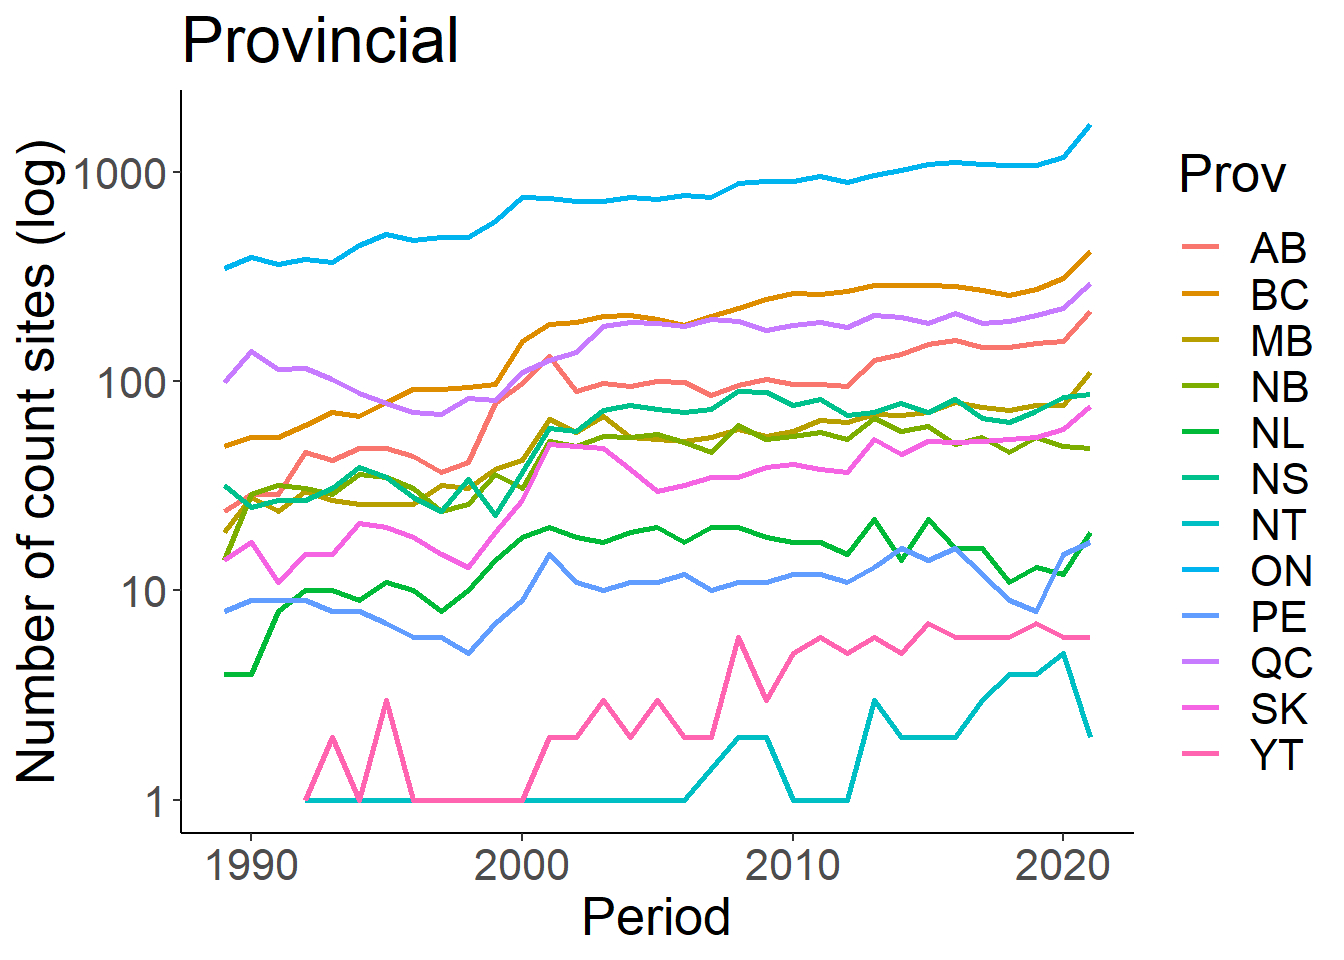 Provincial
Number of count sites (log)
1000
100
10
1
1990 2000 2010 2020
Period
Prov
AB
BC
MB
NB
NL
NS
NT
ON
PE
QC
SK
YT